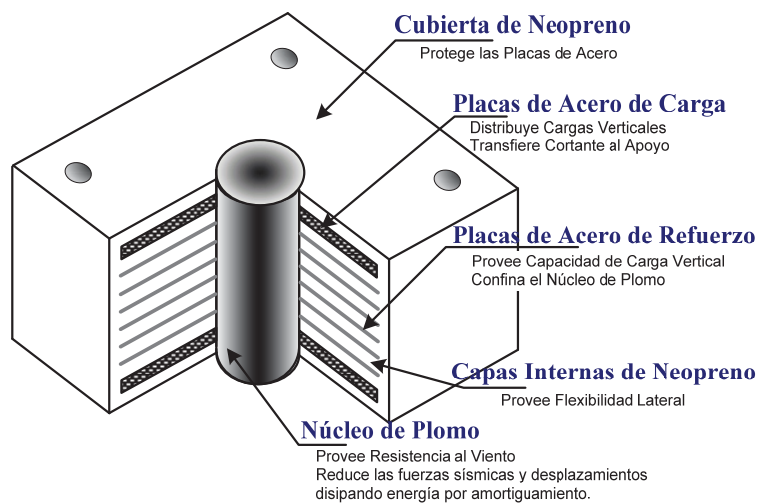 Cubierta de Neopreno
Protege las Placas de Acero
Placas de Acero de Carga
Distribuye Cargas Verticales
Transfiere Cortante al Apoyo
Placas de Acero de Refuerzo
Provee Capacidad de Carga Vertical
Confina el Núcleo de Plomo
Capas Internas de Neopreno
Provee Flexibilidad Lateral
Núcleo de Plomo
Provee Resistencia al Viento
Reduce las fuerzas sísmicas y desplazamientos
disipando energía por amortiguamiento.